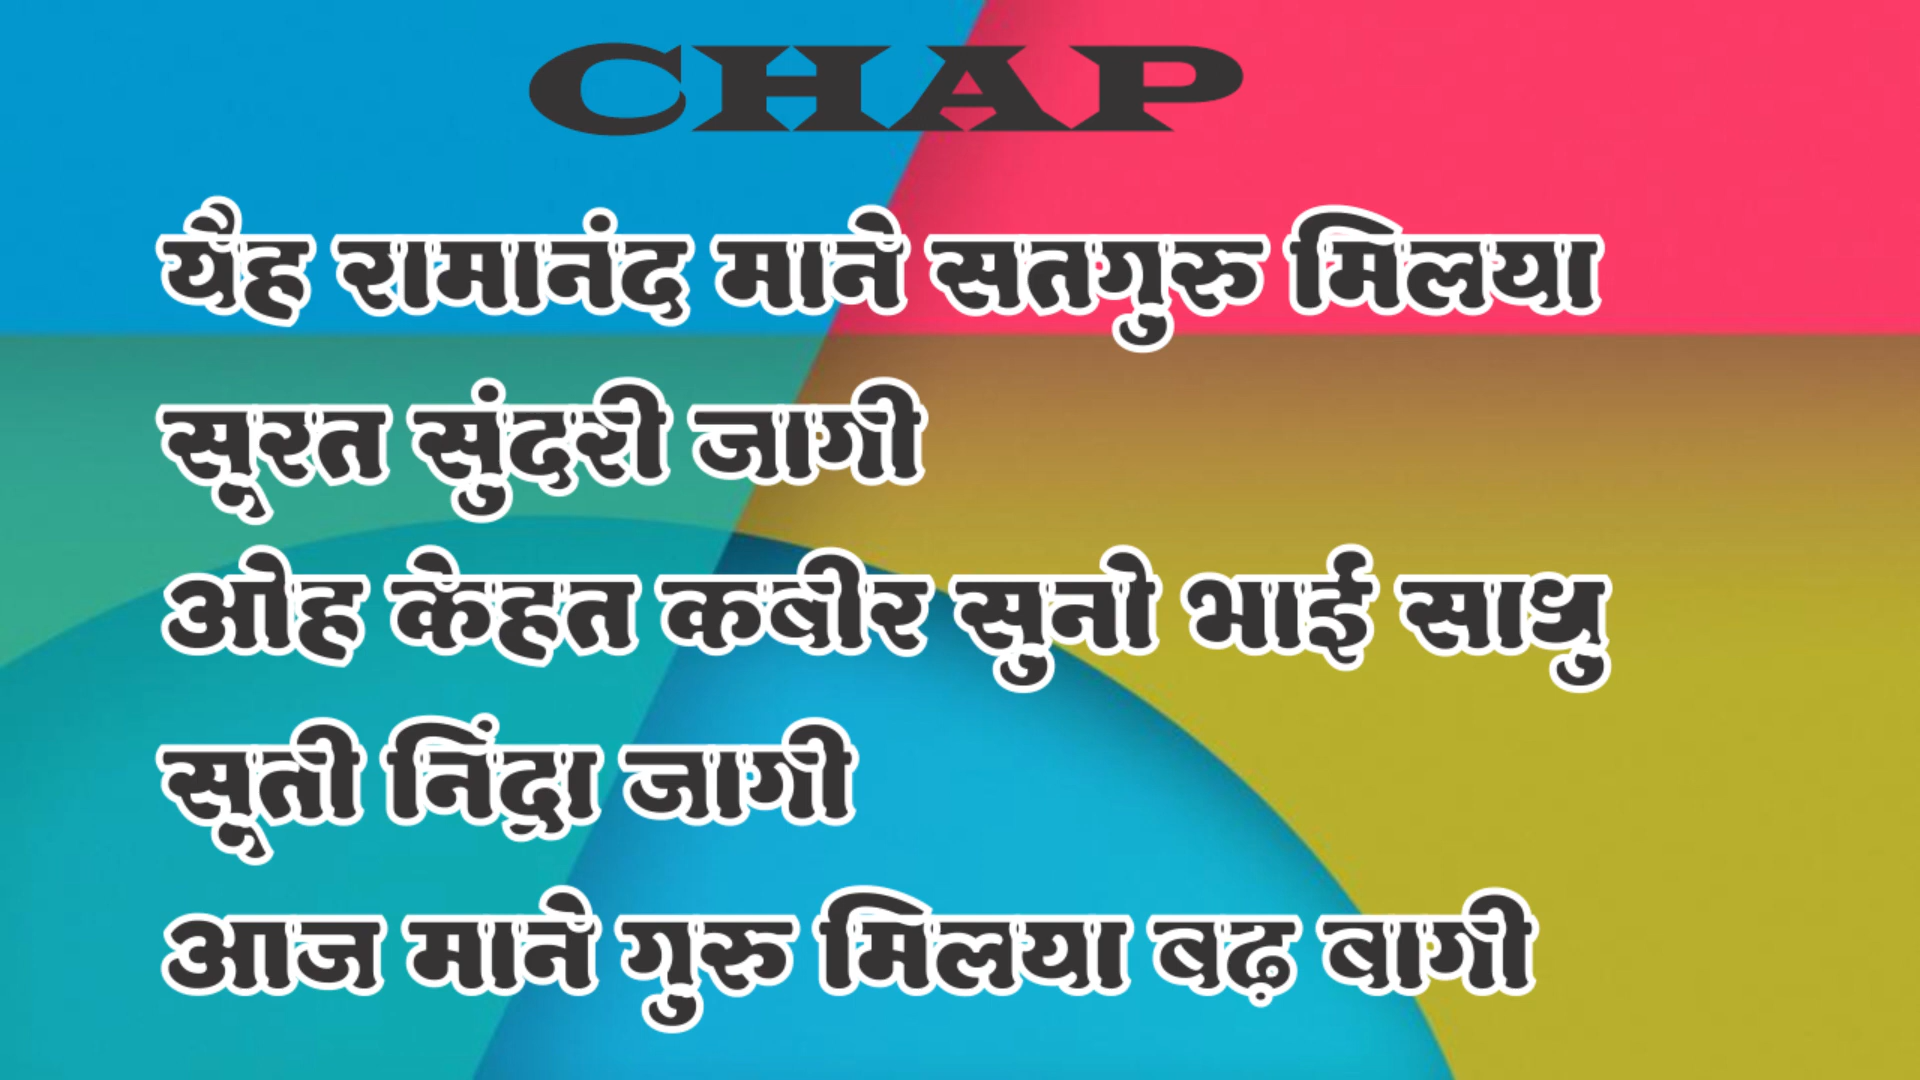 CHAP
यैह रामानंद माने सतगुरु मिलया
सूरत सुंदरी जागी
ओह केहत कबीर सुनो भाई साधु
सूती निंद्रा जागी
आज माने गुरु मिलया बढ़ बागी